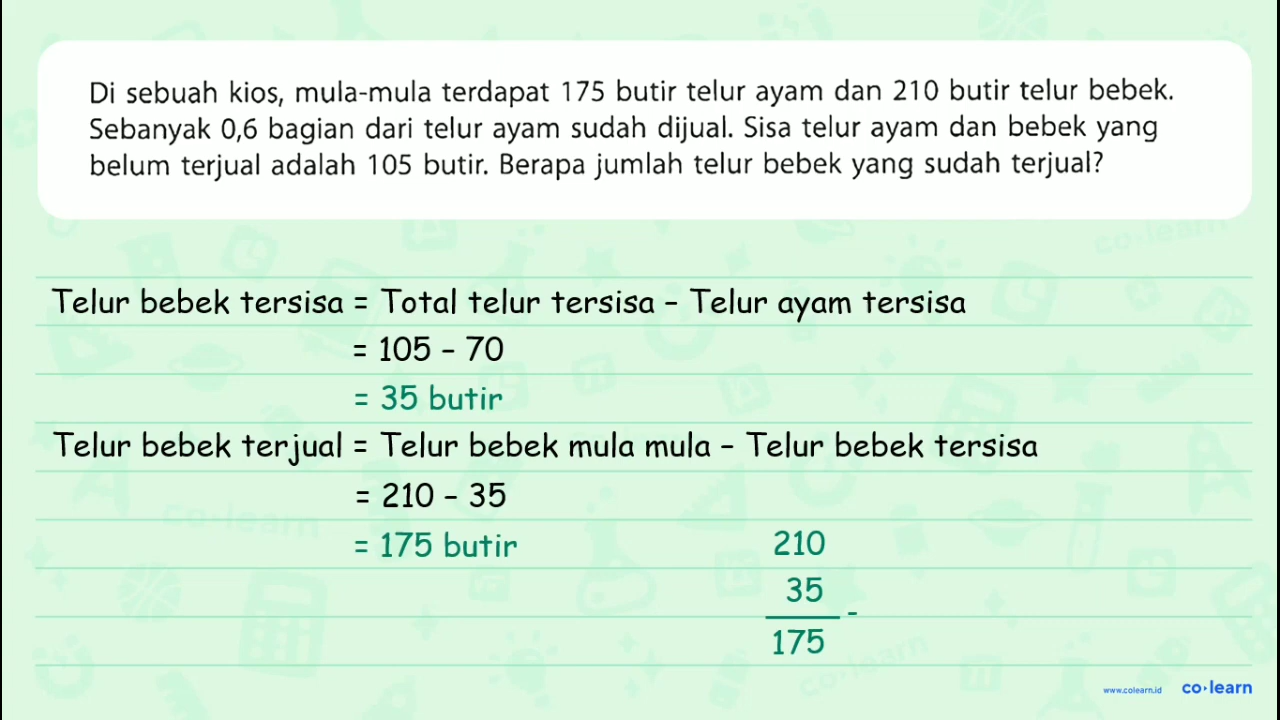 Di sebuah kios, mula-mula terdapat 175 butir telur ayam dan 210 butir telur bebek.
Sebanyak 0,6 bagian dari telur ayam sudah dijual. Sisa telur ayam dan bebek yang
belum terjual adalah 105 butir. Berapa jumlah telur bebek yang sudah terjual?
Telur bebek tersisa = Total telur tersisa - Telur ayam tersisa
= 105 - 70
= 35 butir
Telur bebek terjual = Telur bebek mula mula - Telur bebek tersisa
= 210 - 35
= 175 butir
210
35 -
175
www.colearn.id co·learn